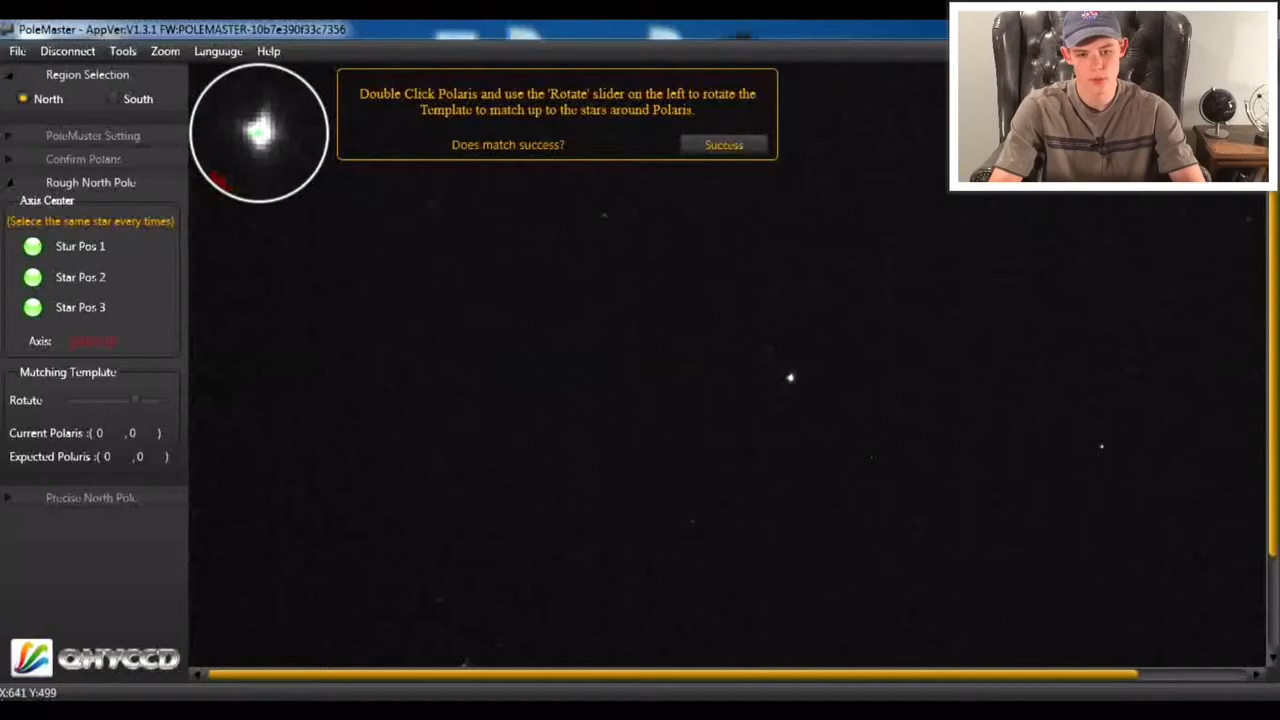 PoleMaster - AppVer:V1.3.1 FW:POLEMASTER-10b7e390f33c7356
File Disconnect Tools Zoom Language Help
Region Selection
North South
PoleMaster Setting
Confirm Polaris
Rough North Pole
Axis Center
(Selece the same star every times)
Stur Pos 1
Star Pos 2
Star Pos 3
Axis:
Matching Template
Rotate
Current Polaris :( 0 , 0 )
Expected Polaris :( 0 , 0 )
Precise North Pole
QHYCCD
X:641 Y:499
Double Click Polaris and use the 'Rotate' slider on the left to rotate the
Template to match up to the stars around Polaris.
Does match success? Success